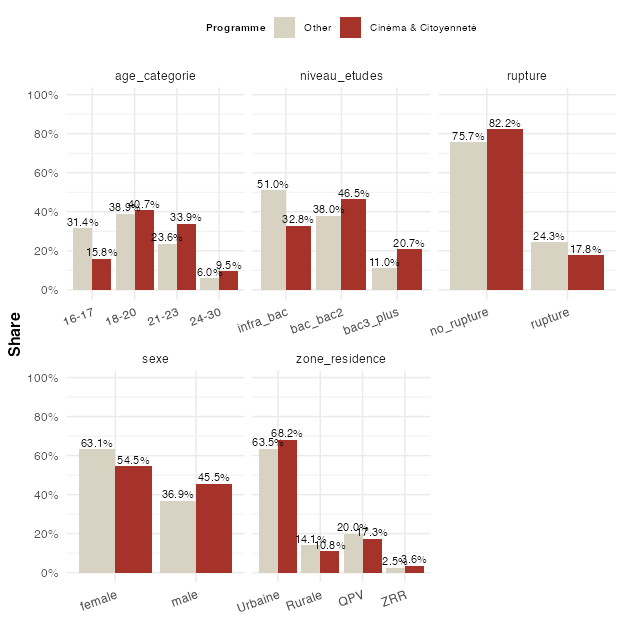 Programme Other Cinéma & Citoyenneté
age_categorie niveau_etudes rupture
100%
80%
60%
40%
20%
0%
31.4% 15.8% 38.9% 40.7% 23.6% 33.9% 6.0% 9.5%
51.0% 32.8% 38.0% 46.5% 11.0% 20.7%
75.7% 82.2% 24.3% 17.8%
16-17 18-20 21-23 24-30
infra_bac bac_bac2 bac3_plus
no_rupture rupture
Share
sexe zone_residence
100%
80%
60%
40%
20%
0%
63.1% 54.5% 36.9% 45.5%
63.5% 68.2% 14.1% 10.8% 20.0% 17.3% 2.5% 3.6%
female male
Urbaine Rurale QPV ZRR